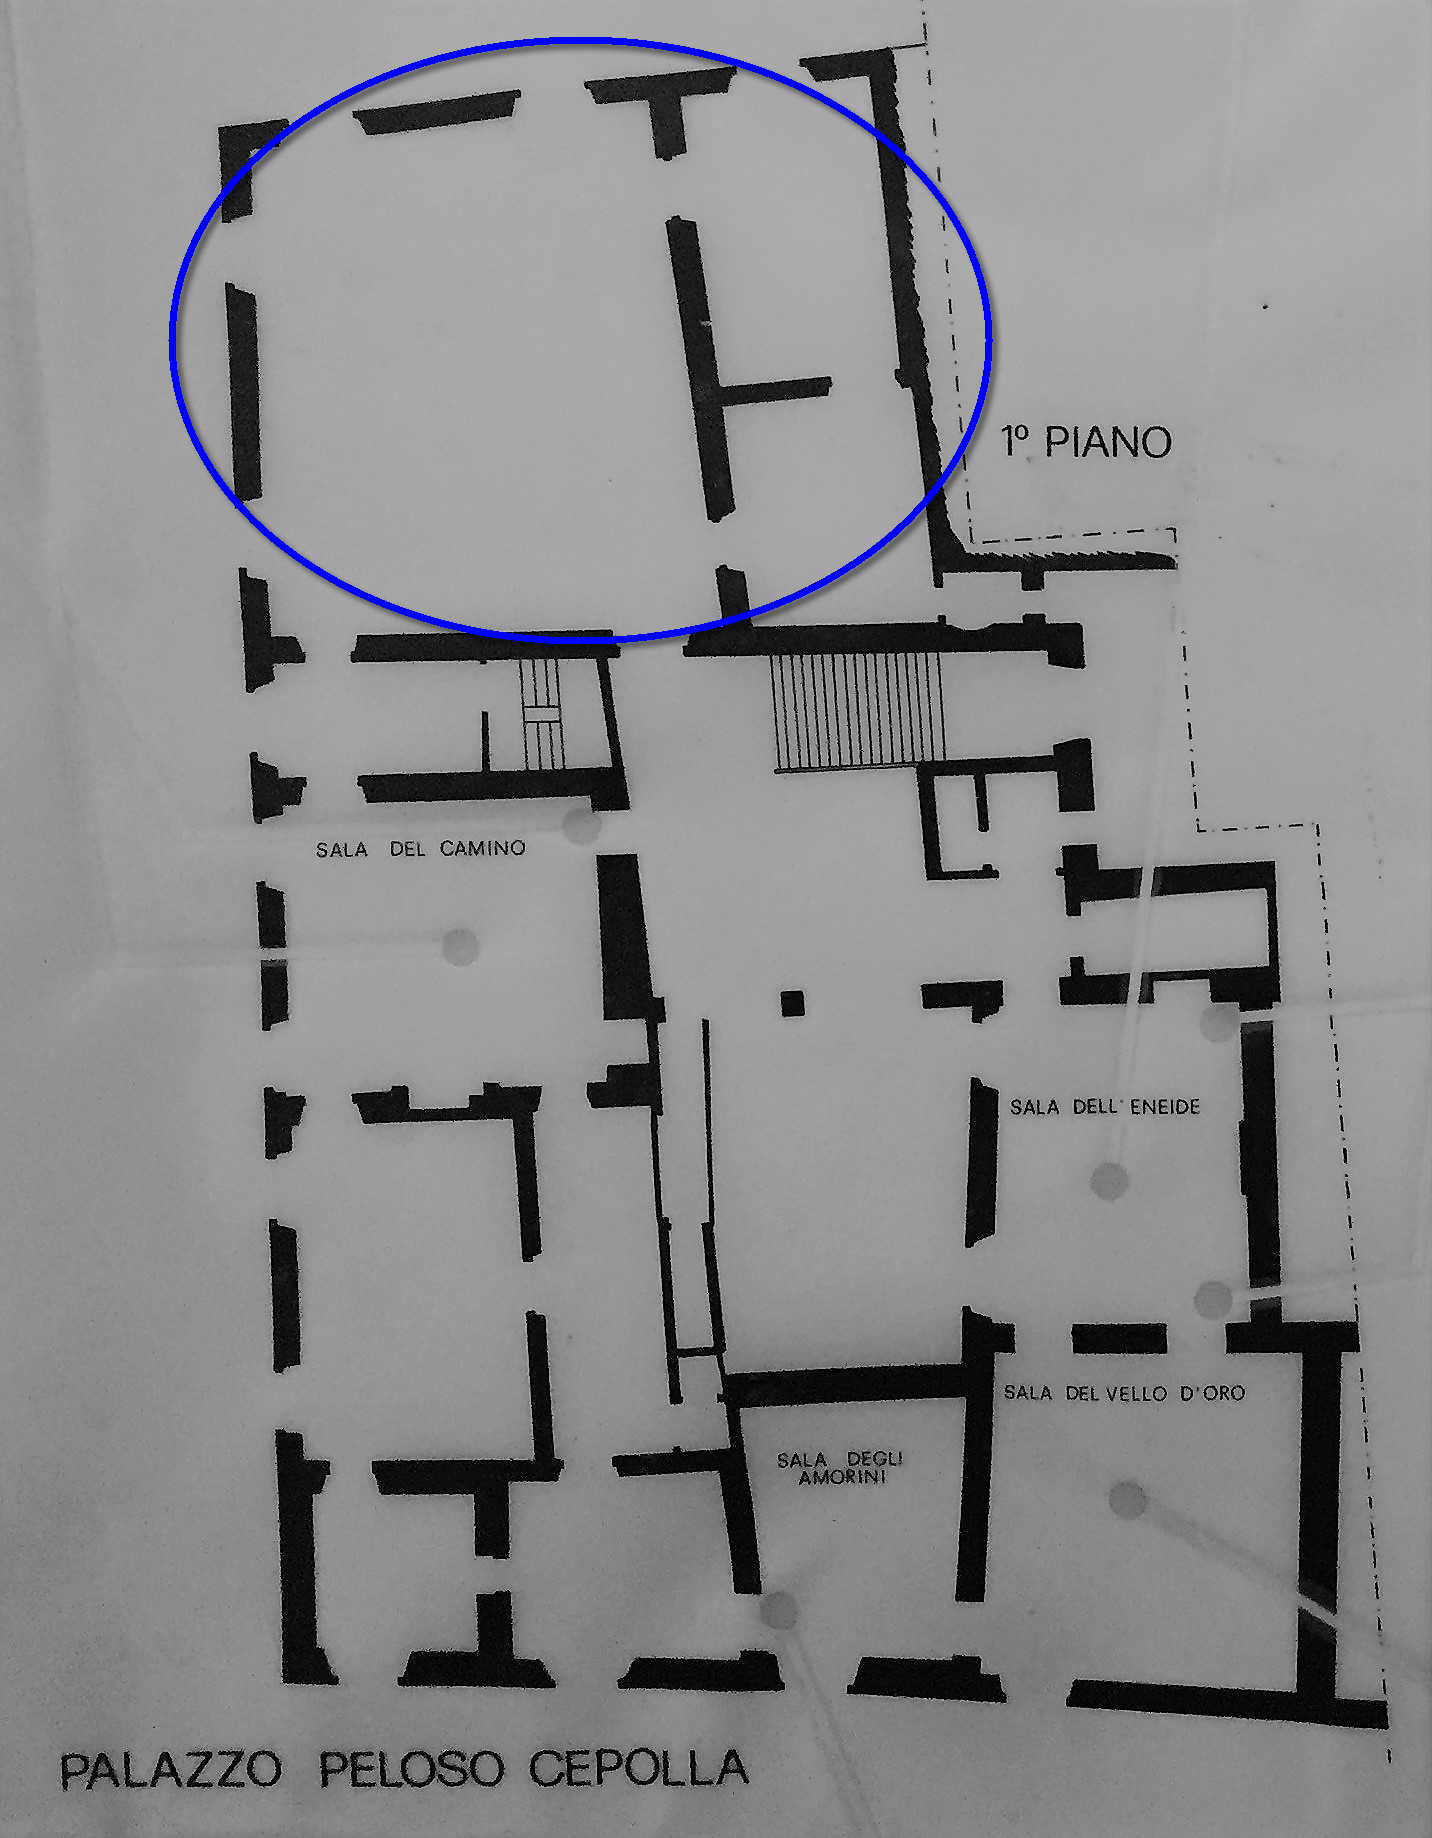 1º PIANO
SALA DEL CAMINO
SALA DELL' ENEIDE
SALA DEL VELLO D'ORO
SALA DEGLI
AMORINI
PALAZZO PELOSO CEPOLLA